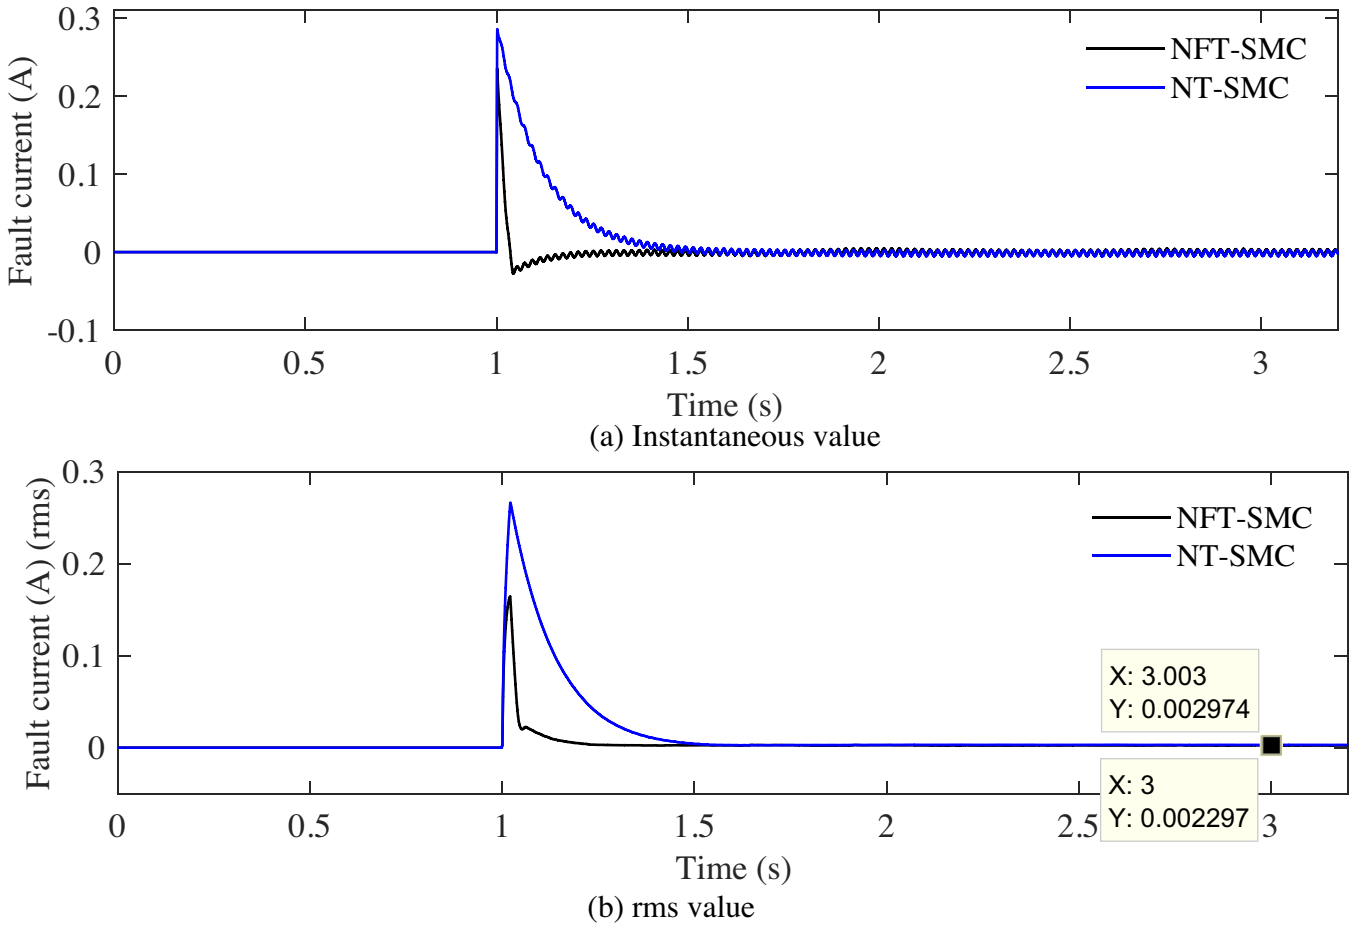 0.3
0.2
0.1
0
-0.1
Fault current (A)
NFT-SMC
NT-SMC
0 0.5 1 1.5 2 2.5 3
Time (s)
(a) Instantaneous value
0.3
0.2
0.1
0
Fault current (A) (rms)
NFT-SMC
NT-SMC
X: 3.003
Y: 0.002974
X: 3
Y: 0.002297
0 0.5 1 1.5 2 2.5 3
Time (s)
(b) rms value